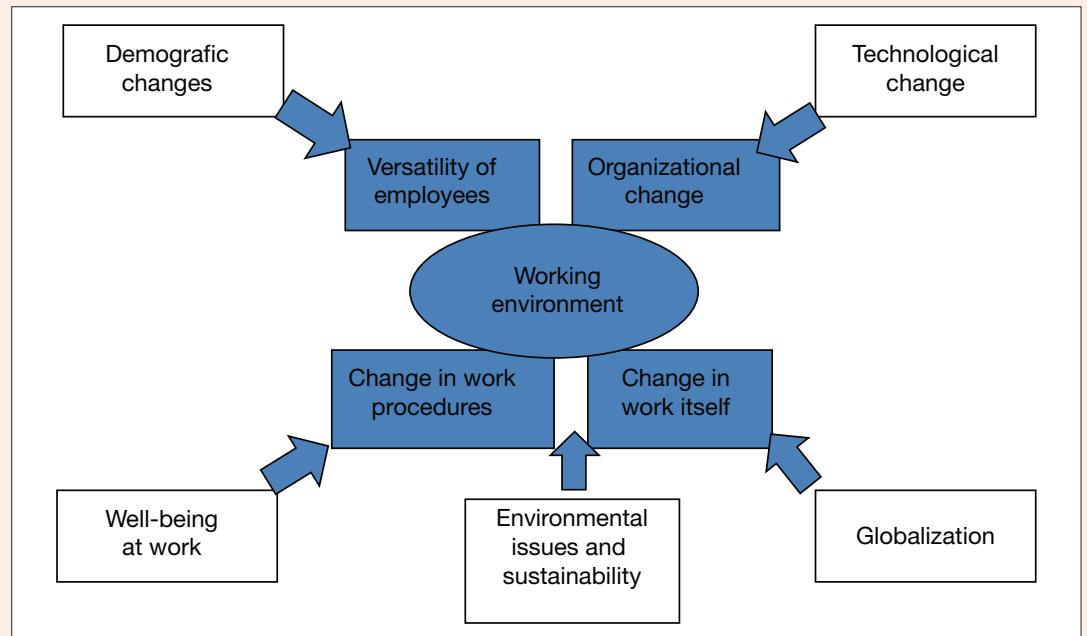 Demografic
changes
Technological
change
Versatility of
employees
Organizational
change
Working
environment
Change in work
procedures
Change in
work itself
Well-being
at work
Environmental
issues and
sustainability
Globalization